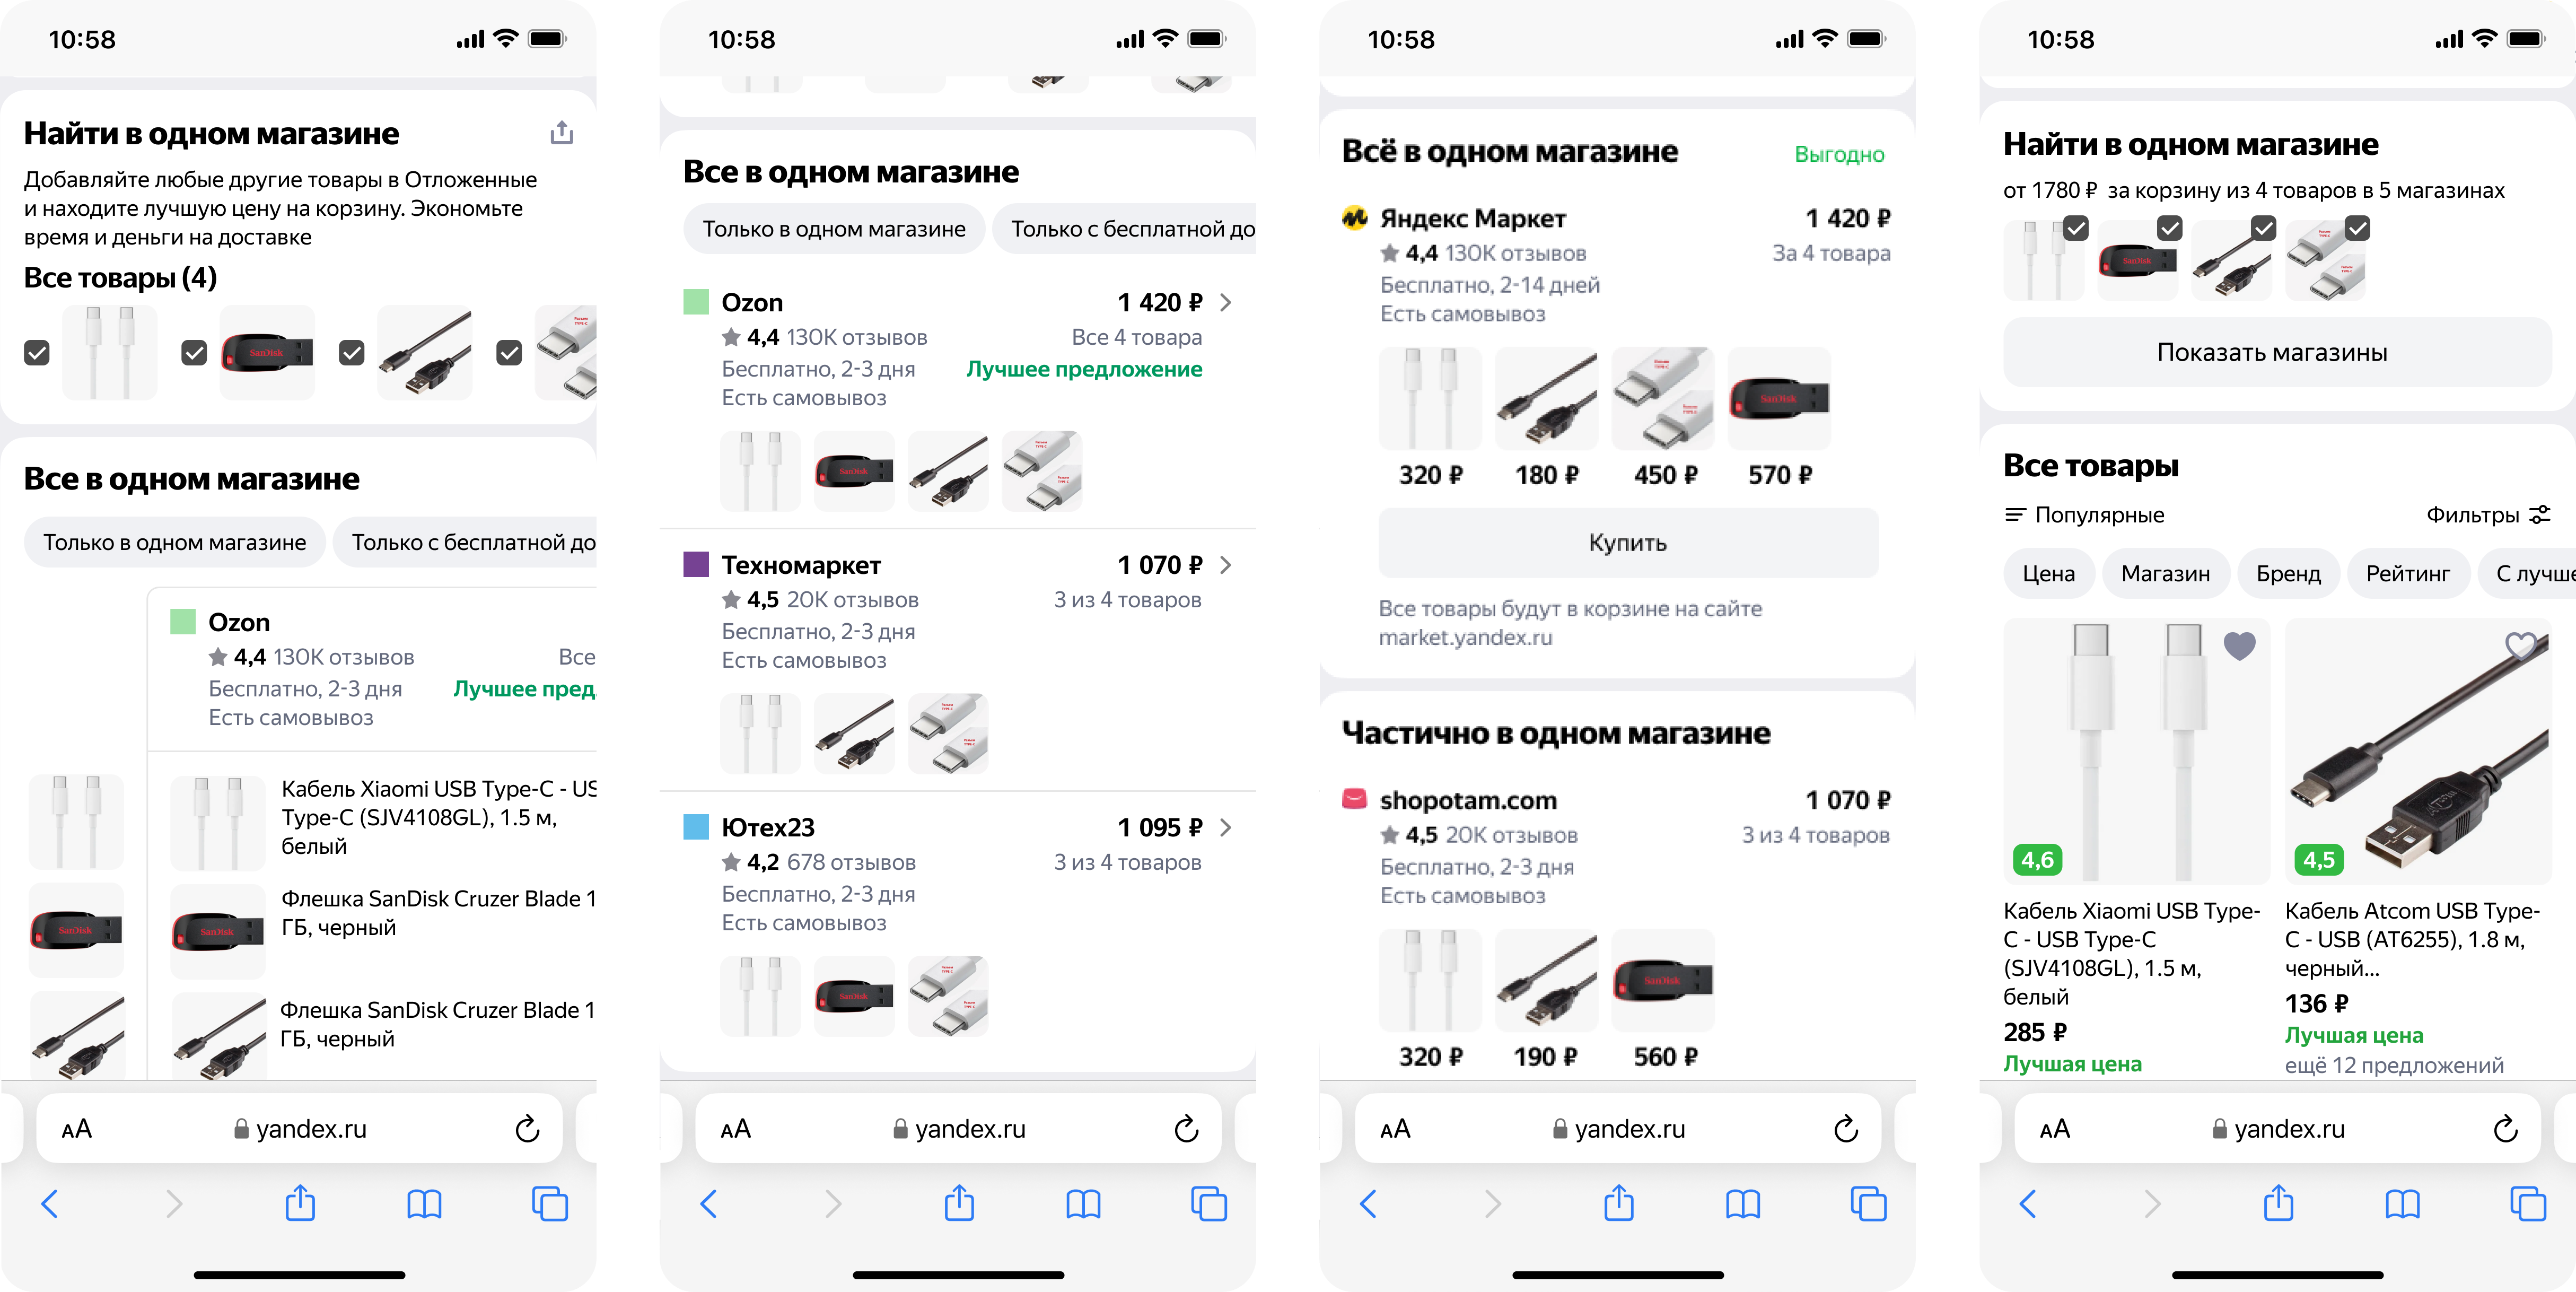 10:58
Найти в одном магазине
Добавляйте любые другие товары в Отложенные
и находите лучшую цену на корзину. Экономьте
время и деньги на доставке
Все товары (4)
SanDisk
Все в одном магазине
Только в одном магазине
Только с бесплатной до
Ozon
4,4 130K отзывов
Все
Бесплатно, 2-3 дня
Лучшее пред
Есть самовывоз
Кабель Xiaomi USB Type-C - US
Type-C (SJV4108GL), 1.5 м,
белый
SanDisk
SanDisk
Флешка SanDisk Cruzer Blade 1
ГБ, черный
Флешка SanDisk Cruzer Blade 1
ГБ, черный
AA
yandex.ru
10:58
Все в одном магазине
Только в одном магазине
Только с бесплатной до
Ozon
1 420 ₽
4,4 130K отзывов
Все 4 товара
Бесплатно, 2-3 дня
Лучшее предложение
Есть самовывоз
SanDisk
Техномаркет
1 070 ₽
4,5 20K отзывов
3 из 4 товаров
Бесплатно, 2-3 дня
Есть самовывоз
Ютех23
1 095 ₽
4,2 678 отзывов
3 из 4 товаров
Бесплатно, 2-3 дня
Есть самовывоз
SanDisk
AA
yandex.ru
10:58
Всё в одном магазине
Выгодно
Яндекс Маркет
1 420 ₽
4,4 130K отзывов
За 4 товара
Бесплатно, 2-14 дней
Есть самовывоз
SanDisk
320 ₽
180 ₽
450 ₽
570 ₽
Купить
Все товары будут в корзине на сайте
market.yandex.ru
Частично в одном магазине
shopotam.com
1 070 ₽
4,5 20K отзывов
3 из 4 товаров
Бесплатно, 2-3 дня
Есть самовывоз
SanDisk
320 ₽
190 ₽
560 ₽
AA
yandex.ru
10:58
Найти в одном магазине
от 1780 ₽ за корзину из 4 товаров в 5 магазинах
SanDisk
Показать магазины
Все товары
Популярные
Фильтры
Цена
Магазин
Бренд
Рейтинг
С лучше
4,6
4,5
Кабель Xiaomi USB Type-
C - USB Type-C
(SJV4108GL), 1.5 м,
белый
285 ₽
Лучшая цена
Кабель Atcom USB Type-
C - USB (AT6255), 1.8 м,
черный...
136 ₽
Лучшая цена
ещё 12 предложений
AA
yandex.ru